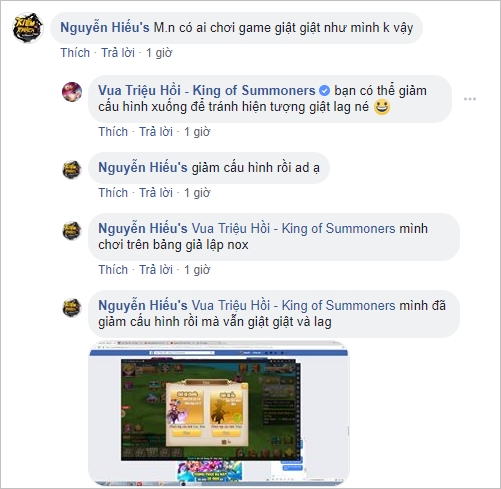 Nguyễn Hiếu's M.n có ai chơi game giật giật như mình k vậy
Thích · Trả lời · 1 giờ
Vua Triệu Hồi - King of Summoners bạn có thể giảm
cấu hình xuống để tránh hiện tượng giật lag né
Thích · Trả lời · 1 giờ
Nguyễn Hiếu's giảm cấu hình rồi ad ạ
Thích · Trả lời · 1 giờ
Nguyễn Hiếu's Vua Triệu Hồi - King of Summoners mình
chơi trên bảng giả lập nox
Thích · Trả lời · 1 giờ
Nguyễn Hiếu's Vua Triệu Hồi - King of Summoners mình đã
giảm cấu hình rồi mà vẫn giật giật và lag